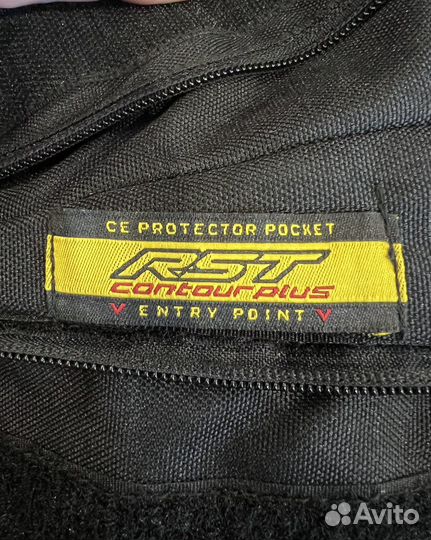 CE PROTECTOR POCKET
RST
contour plus
ENTRY POINT
Avito